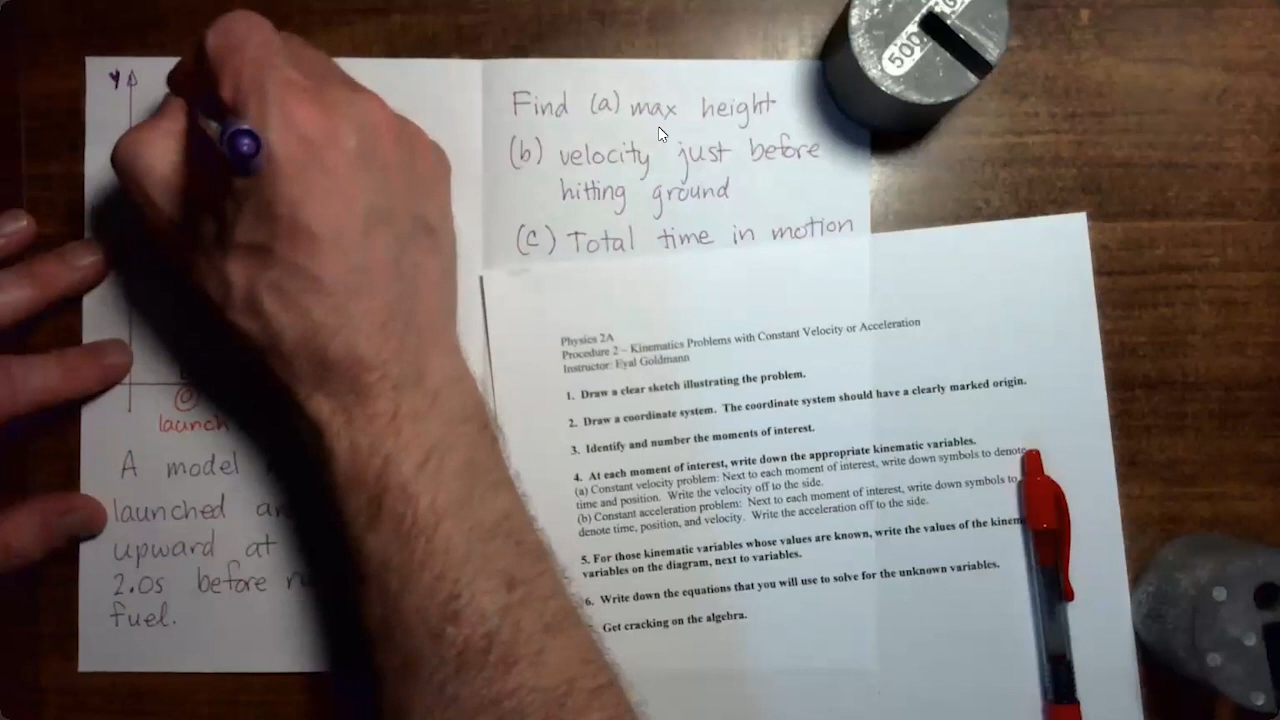 y
Find (a) max height
(b) velocity just before
hitting ground
(c) Total time in motion
launch
A model
launched
upward at
2.0s before
fuel.
500
Physics 2A
Procedure 2 – Kinematics Problems with Constant Velocity or Acceleration
Instructor: Eyal Goldmann
1. Draw a clear sketch illustrating the problem.
2. Draw a coordinate system. The coordinate system should have a clearly marked origin.
3. Identify and number the moments of interest.
4. At each moment of interest, write down the appropriate kinematic variables.
(a) Constant velocity problem: Next to each moment of interest, write down symbols to denote
time and position. Write the velocity off to the side.
(b) Constant acceleration problem: Next to each moment of interest, write down symbols to
denote time, position, and velocity. Write the acceleration off to the side.
5. For those kinematic variables whose values are known, write the values of the
variables on the diagram, next to variables.
6. Write down the equations that you will use to solve for the unknown variables.
Get cracking on the algebra.